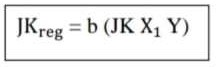 JKreg = b (JK X₁ Y)